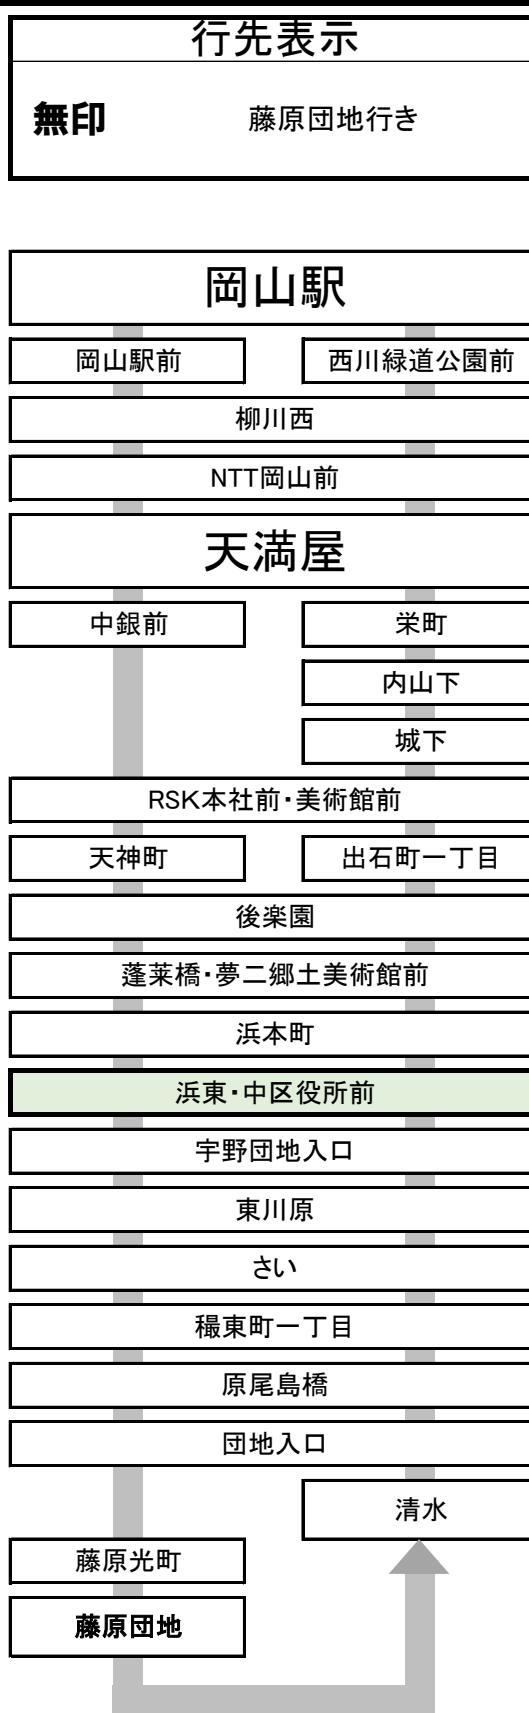 行先表示
無印 藤原団地行き
岡山駅
岡山駅前 西川緑道公園前
柳川西
NTT岡山前
天満屋
中銀前 栄町
内山下
城下
RSK本社前・美術館前
天神町 出石町一丁目
後楽園
蓬莱橋・夢二郷土美術館前
浜本町
浜東・中区役所前
宇野団地入口
東川原
さい
穝東町一丁目
原尾島橋
団地入口
清水
藤原光町
藤原団地